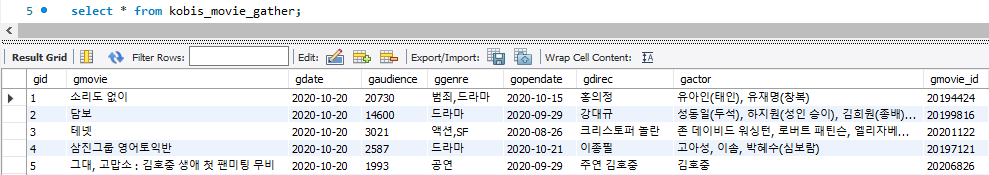 5 select * from kobis_movie_gather;
Result Grid Filter Rows: Edit: Export/Import: Wrap Cell Content: IA
gid gmovie gdate gaudience ggenre gopendate gdirec gactor gmovie_id
1 소리도 없이 2020-10-20 20730 범죄,드라마 2020-10-15 홍의정 유아인(태인), 유재명(창복) 20194424
2 담보 2020-10-20 14600 드라마 2020-09-29 강대규 성동일(두석), 하지원(성인 승이), 김희원(종배)... 20199816
3 테넷 2020-10-20 3021 액션,SF 2020-08-26 크리스토퍼 놀란 존 데이비드 워싱턴, 로버트 패틴슨, 엘리자베... 20201122
4 삼진그룹 영어토익반 2020-10-20 2587 드라마 2020-10-21 이종필 고아성, 이솜, 박혜수(심보람) 20197121
5 그대, 고맙소 : 김호중 생애 첫 팬미팅 무비 2020-10-20 1993 공연 2020-09-29 주연 김호중 김호중 20206826